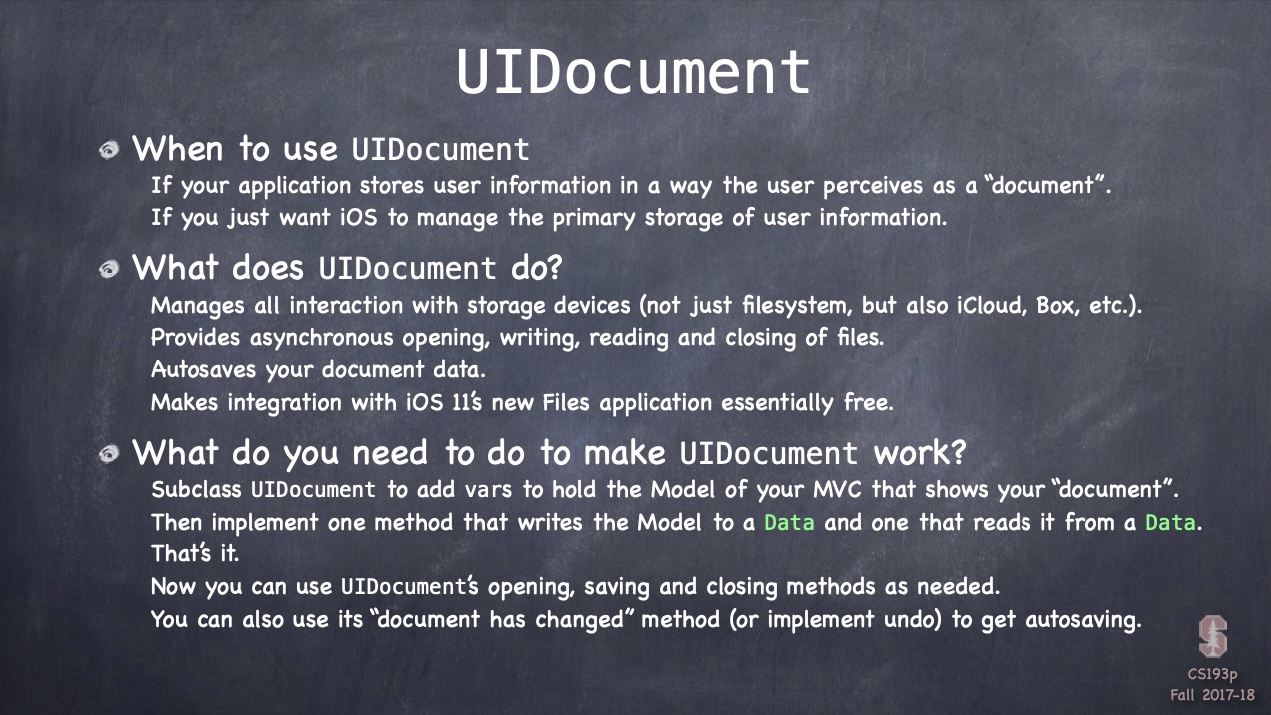 UIDocument
When to use UIDocument
If your application stores user information in a way the user perceives as a “document”.
If you just want iOS to manage the primary storage of user information.
What does UIDocument do?
Manages all interaction with storage devices (not just filesystem, but also iCloud, Box, etc.).
Provides asynchronous opening, writing, reading and closing of files.
Autosaves your document data.
Makes integration with iOS 11’s new Files application essentially free.
What do you need to do to make UIDocument work?
Subclass UIDocument to add vars to hold the Model of your MVC that shows your “document”.
Then implement one method that writes the Model to a Data and one that reads it from a Data.
That’s it.
Now you can use UIDocument’s opening, saving and closing methods as needed.
You can also use its “document has changed” method (or implement undo) to get autosaving.
CS193p
Fall 2017-18